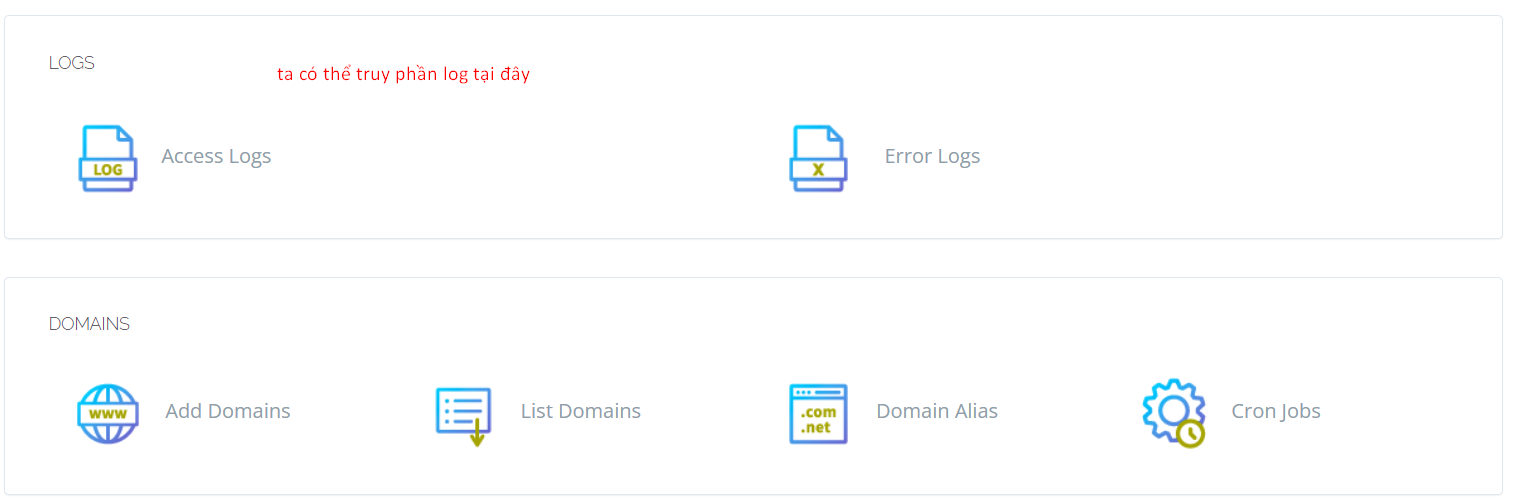 LOGS
ta có thể truy phần log tại đây
LOG
Access Logs
X
Error Logs
DOMAINS
www
Add Domains
List Domains
.com
.net
Domain Alias
Cron Jobs